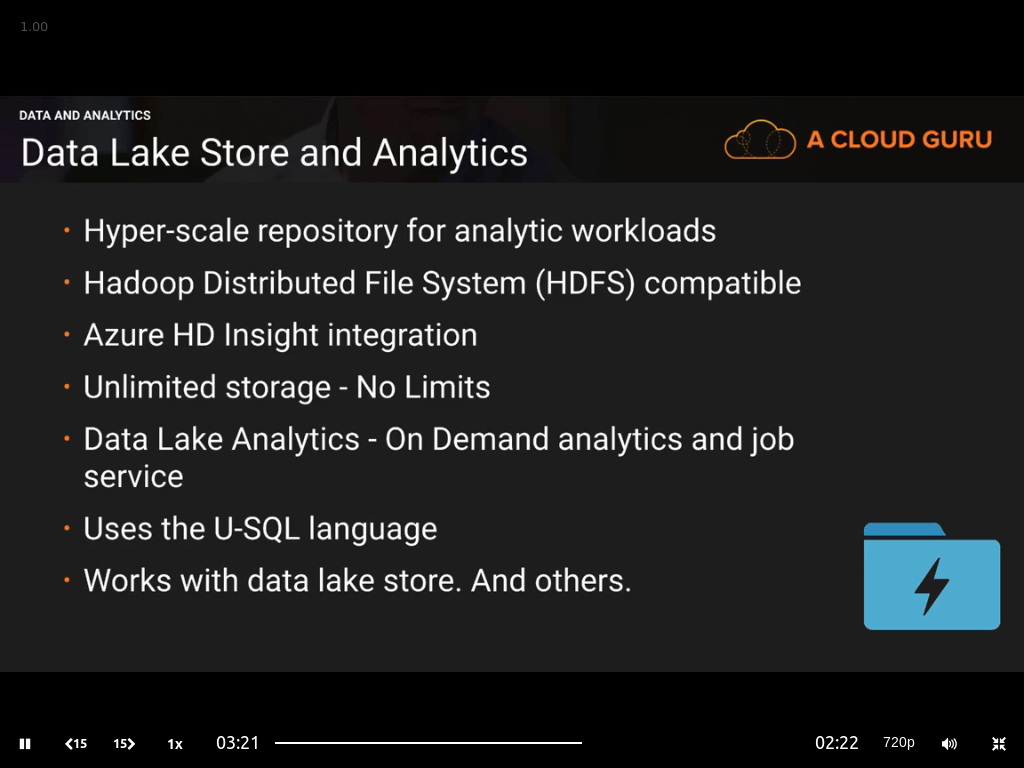 1.00
DATA AND ANALYTICS
Data Lake Store and Analytics
A CLOUD GURU
• Hyper-scale repository for analytic workloads
• Hadoop Distributed File System (HDFS) compatible
• Azure HD Insight integration
• Unlimited storage - No Limits
• Data Lake Analytics - On Demand analytics and job
service
• Uses the U-SQL language
• Works with data lake store. And others.
15 15 1x 03:21 02:22 720p